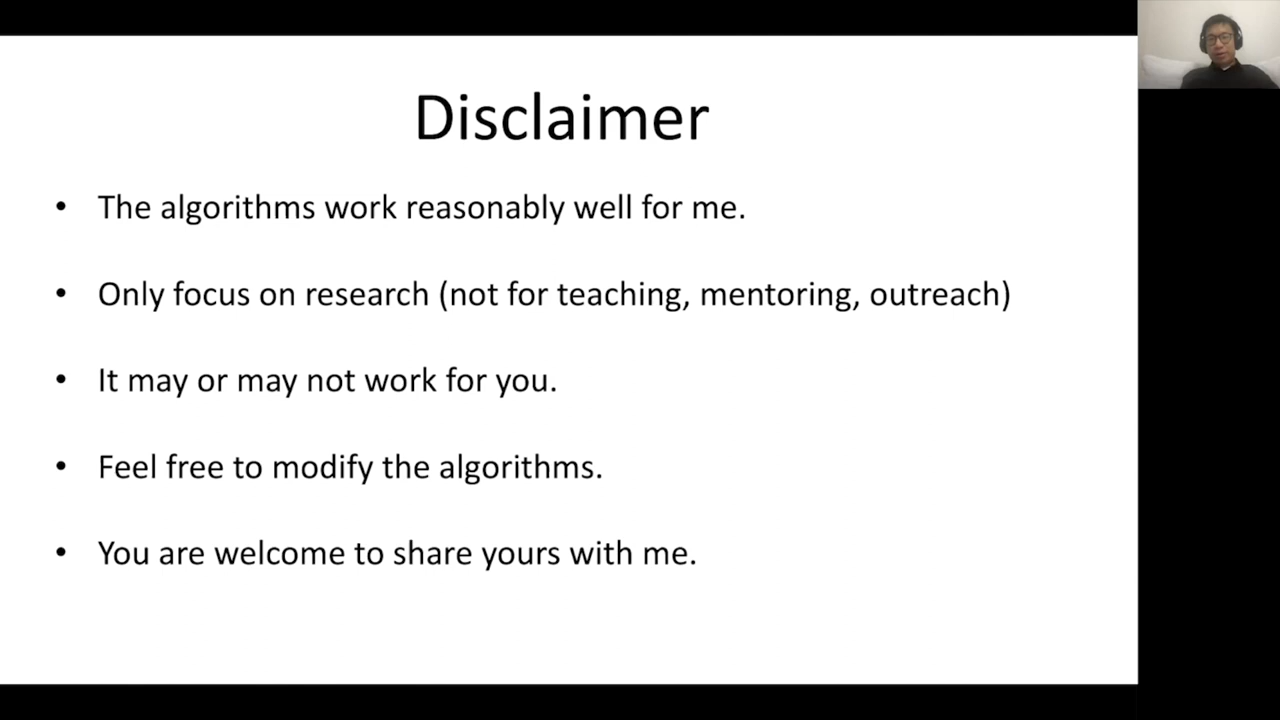 Disclaimer
• The algorithms work reasonably well for me.
• Only focus on research (not for teaching, mentoring, outreach)
• It may or may not work for you.
• Feel free to modify the algorithms.
• You are welcome to share yours with me.